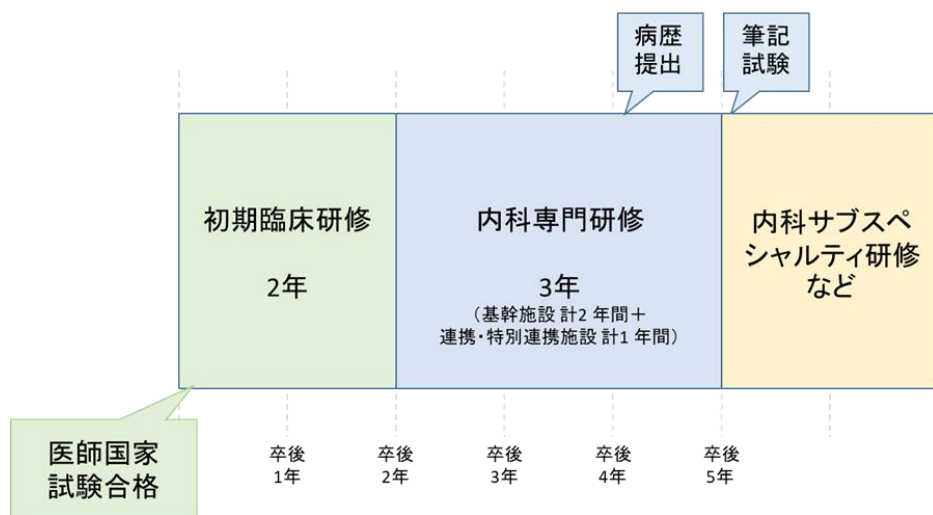 病歴
提出
筆記
試験
初期臨床研修
2年
内科専門研修
3年
（基幹施設 計2 年間＋
連携・特別連携施設 計1 年間）
内科サブスペ
シャルティ研修
など
医師国家
試験合格
卒後
1年
卒後
2年
卒後
3年
卒後
4年
卒後
5年